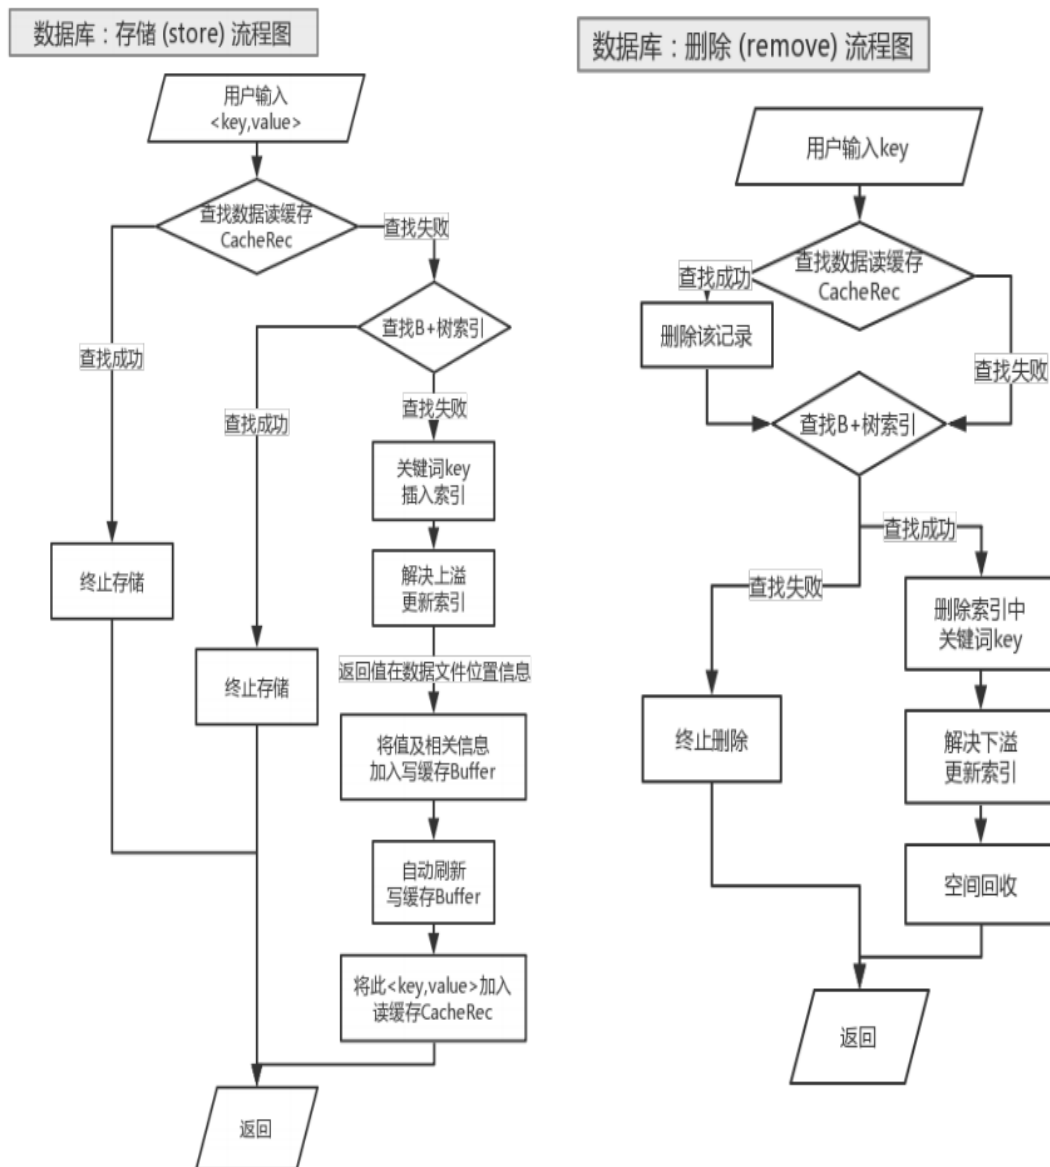 数据库：存储 (store) 流程图
用户输入
<key,value>
查找数据读缓存
CacheRec
查找失败
查找B+树索引
查找成功
查找失败
查找成功
关键词key
插入索引
解决上溢
更新索引
终止存储
返回值在数据文件位置信息
终止存储
将值及相关信息
加入写缓存Buffer
自动刷新
写缓存Buffer
将此<key,value>加入
读缓存CacheRec
返回
数据库：删除 (remove) 流程图
用户输入key
查找数据读缓存
CacheRec
查找成功
删除该记录
查找失败
查找B+树索引
查找成功
查找失败
删除索引中
关键词key
终止删除
解决下溢
更新索引
空间回收
返回